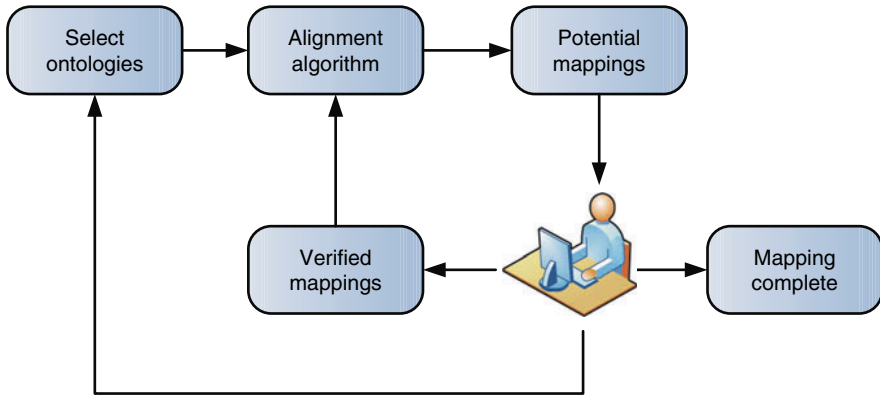 Select
ontologies
Alignment
algorithm
Potential
mappings
Verified
mappings
Mapping
complete